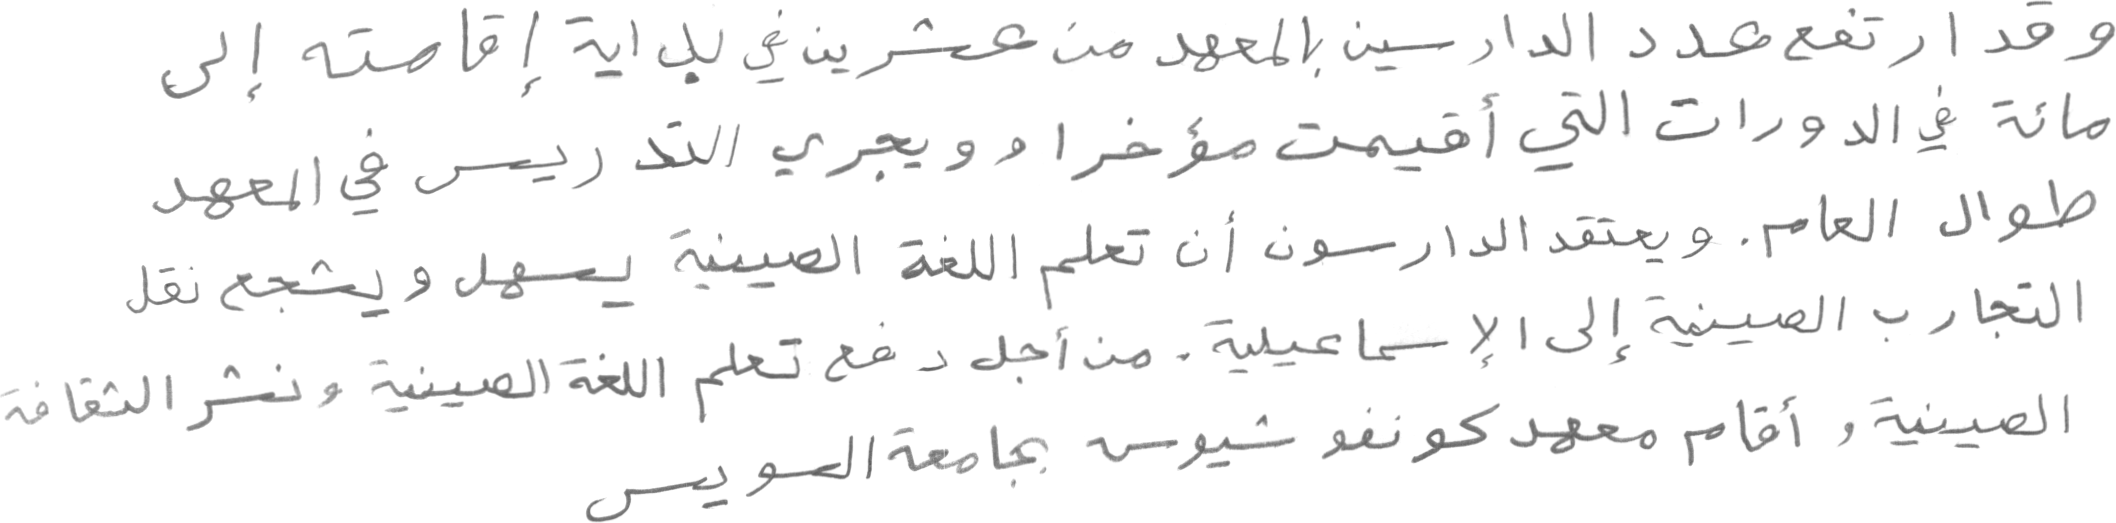 وقد ارتفع عدد الدارسين بالمعهد من عشرين في بداية إقامته إلى
مائة في الدورات التي أقيمت مؤخرا، ويجري التدريس في المعهد
طوال العام. ويعتقد الدارسون أن تعلم اللغة الصينية يسهل ويشجع نقل
التجارب الصينية إلى الإسماعيلية. من أجل دفع تعلم اللغة الصينية ونشر الثقافة
الصينية، أقام معهد كونفوشيوس بجامعة السويس